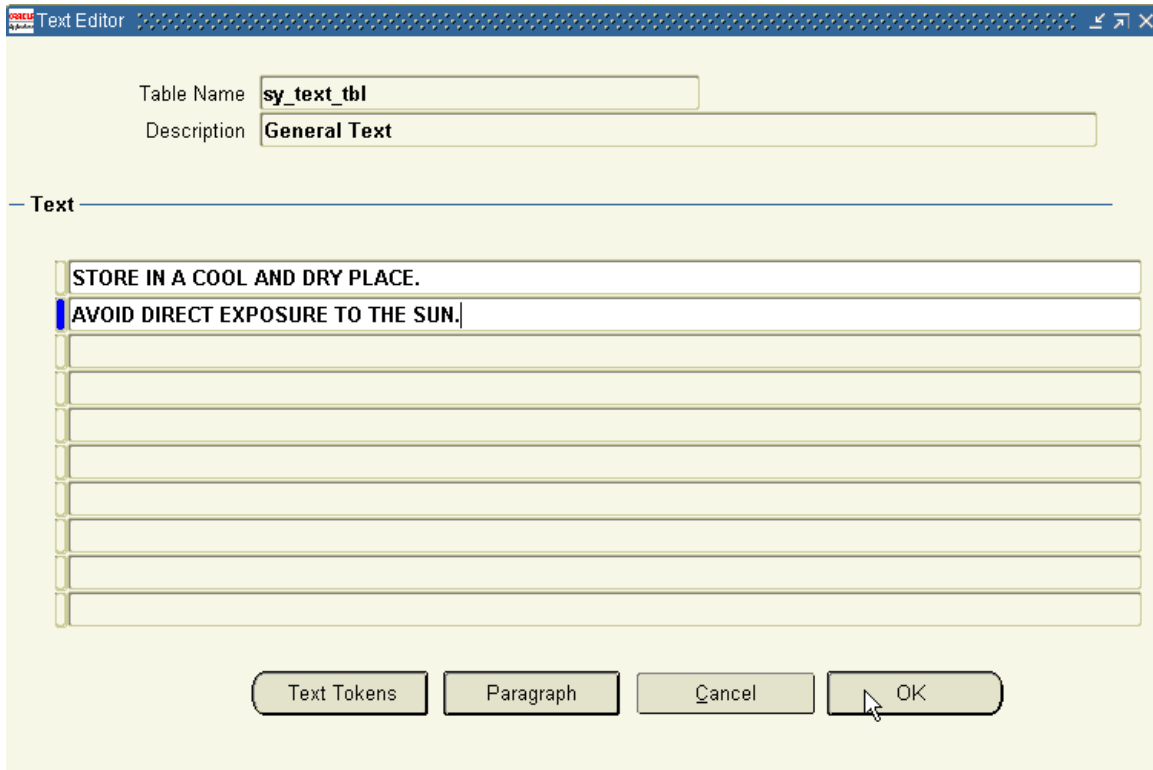 ORACLE Text Editor
Table Name sy_text_tbl
Description General Text
Text
STORE IN A COOL AND DRY PLACE.
AVOID DIRECT EXPOSURE TO THE SUN.
Text Tokens Paragraph Cancel OK